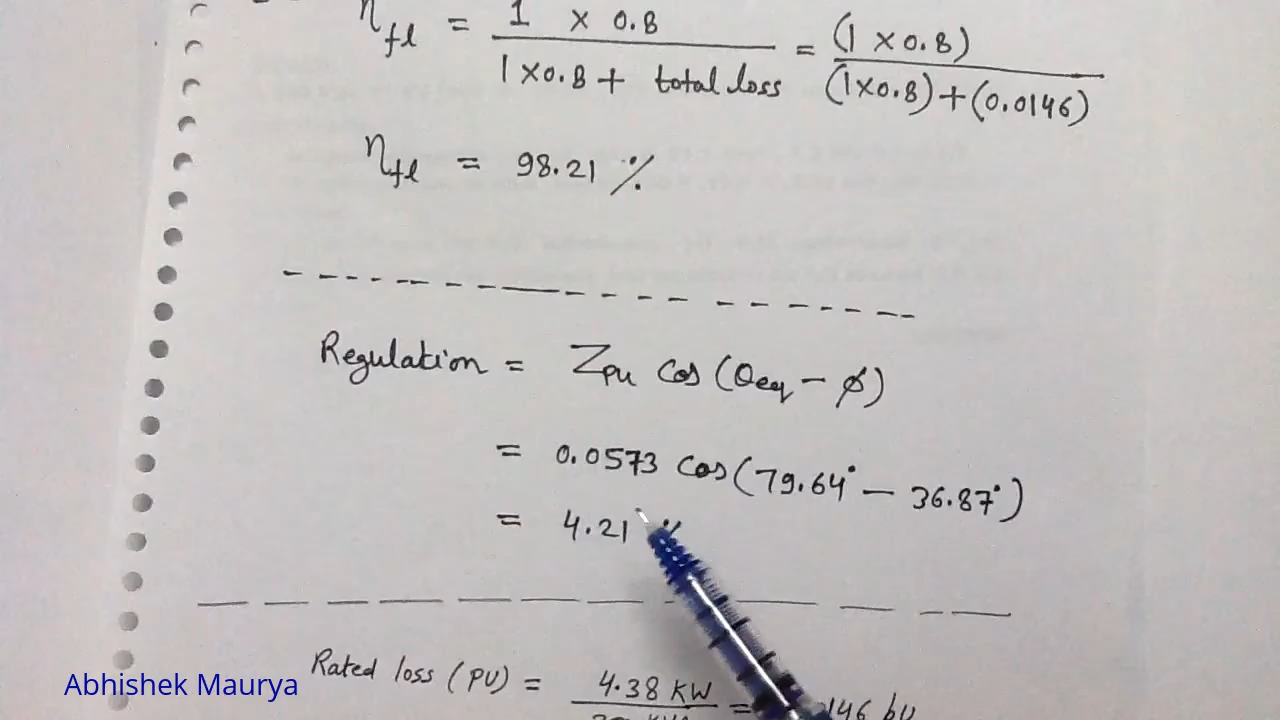 η_fl = 1 × 0.8 / 1×0.8 + total loss = (1 × 0.8) / (1×0.8) + (0.0146)
η_fl = 98.21 %
Regulation = Z_PU cos (θ_eq − ϕ)
= 0.0573 cos (79.64° − 36.87°)
= 4.21 %
Rated loss (PU) = 4.38 KW
Abhishek Maurya